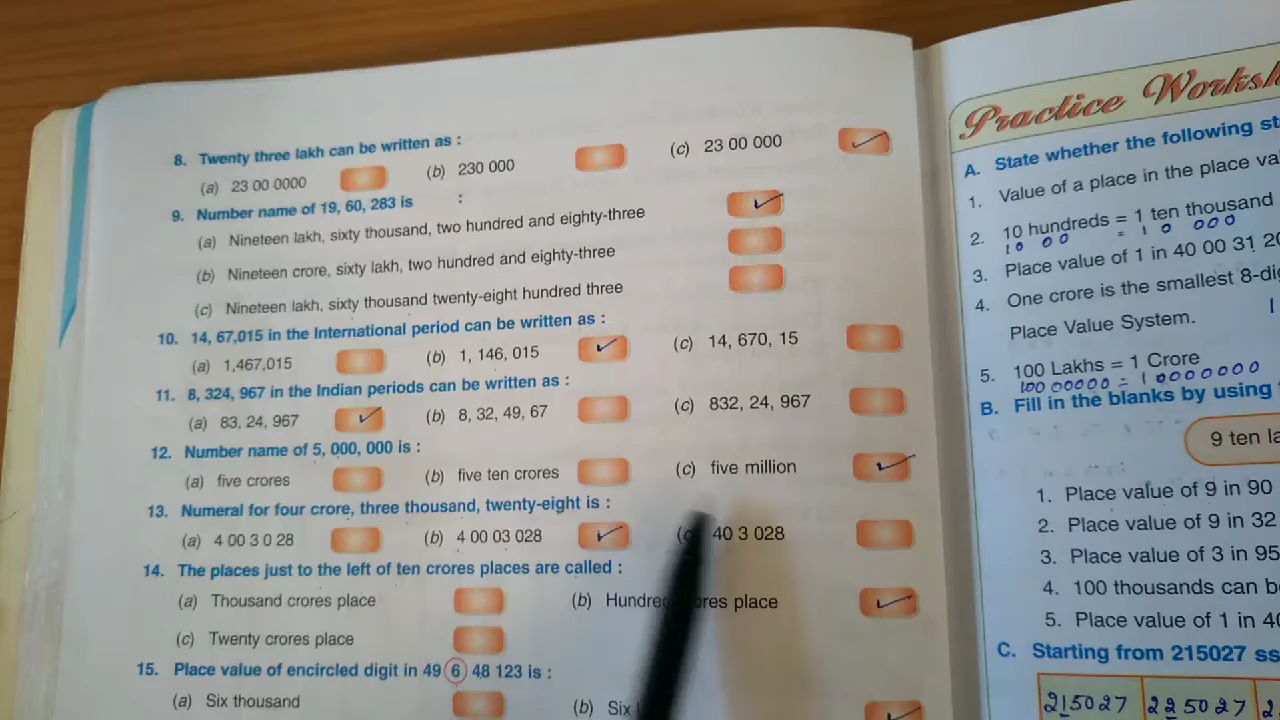 8. Twenty three lakh can be written as :
(a) 23 00 0000 (b) 230 000 (c) 23 00 000
9. Number name of 19, 60, 283 is :
(a) Nineteen lakh, sixty thousand, two hundred and eighty-three
(b) Nineteen crore, sixty lakh, two hundred and eighty-three
(c) Nineteen lakh, sixty thousand twenty-eight hundred three
10. 14, 67,015 in the International period can be written as :
(a) 1,467,015 (b) 1, 146, 015 (c) 14, 670, 15
11. 8, 324, 967 in the Indian periods can be written as :
(a) 83, 24, 967 (b) 8, 32, 49, 67 (c) 832, 24, 967
12. Number name of 5, 000, 000 is :
(a) five crores (b) five ten crores (c) five million
13. Numeral for four crore, three thousand, twenty-eight is :
(a) 4 00 3 0 28 (b) 4 00 03 028 40 3 028
14. The places just to the left of ten crores places are called :
(a) Thousand crores place (b) place
(c) Twenty crores place
15. Place value of encircled digit in 49 6 48 123 is :
(a) Six thousand (b) Six
Practice
A. State whether the following
1. Value of a place in the place
2. 10 hundreds = 1 ten thousand
10 00 = 1 0 000
3. Place value of 1 in 40 00 31
4. One crore is the smallest
Place Value System.
5. 100 Lakhs = 1 Crore
100 00000 = 1 0000000
B. Fill in the blanks by using
9 ten
1. Place value of 9 in 90
2. Place value of 9 in 32
3. Place value of 3 in 95
4. 100 thousands can
5. Place value of 1 in
C. Starting from 215027
215027 225027